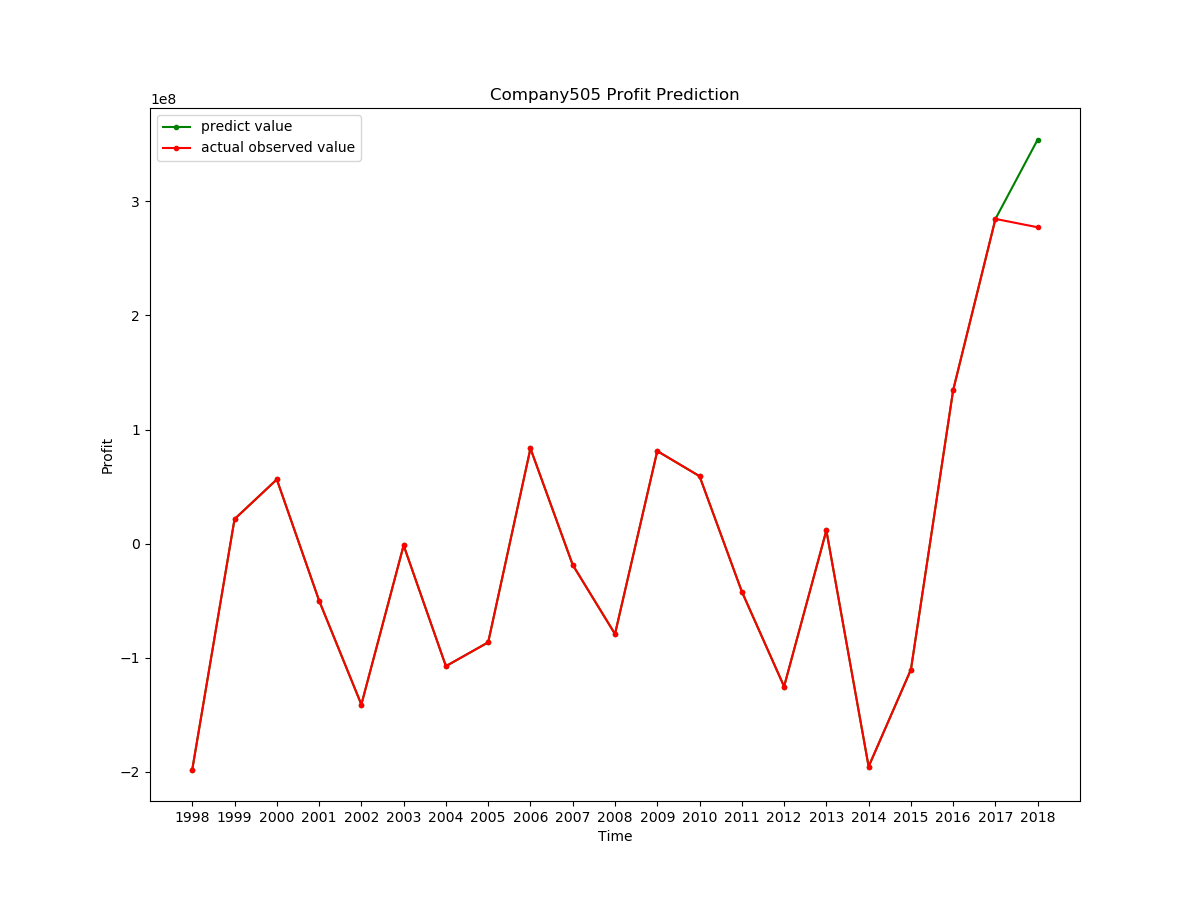 Company505 Profit Prediction
1e8
predict value
actual observed value
3
2
1
0
−1
−2
Profit
1998 1999 2000 2001 2002 2003 2004 2005 2006 2007 2008 2009 2010 2011 2012 2013 2014 2015 2016 2017 2018
Time